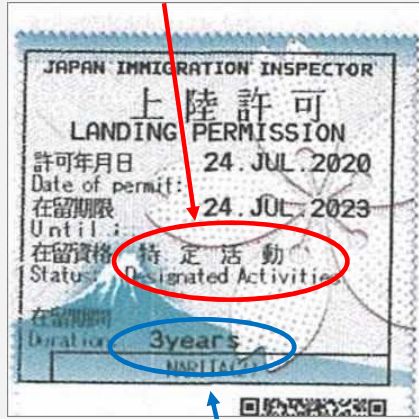 JAPAN IMMIGRATION INSPECTOR
上陸許可
LANDING PERMISSION
許可年月日 24.JUL.2020
Date of permit:
在留期限 24.JUL.2023
Until :
在留資格 特定活動
Status: Designated Activities
在留期間
Duration 3years
NARITA(2)